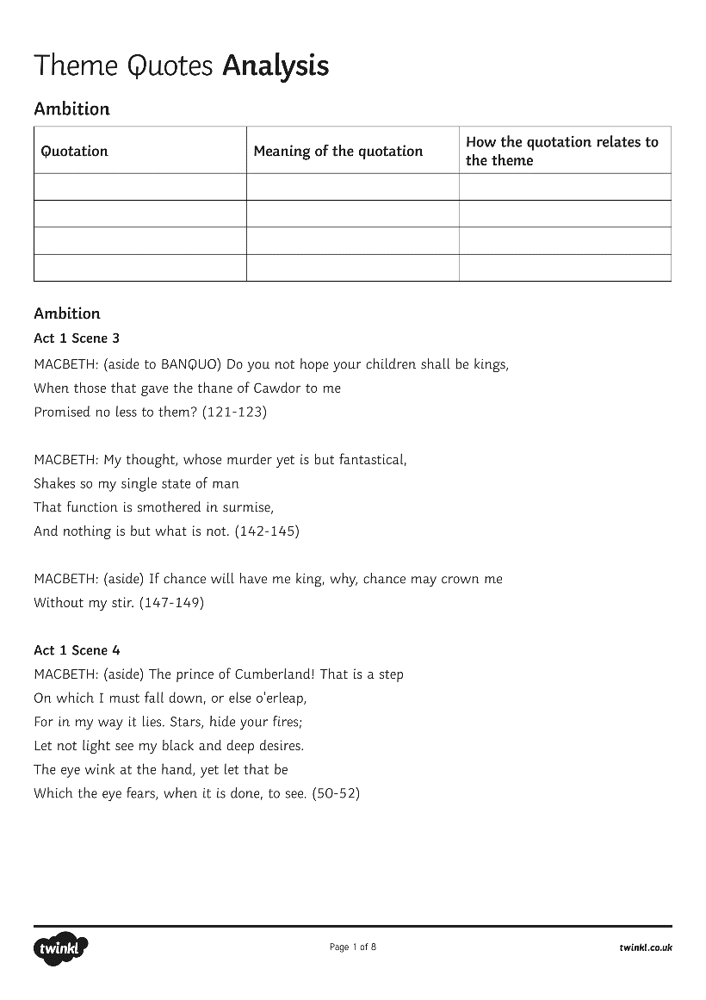 Theme Quotes Analysis
Ambition
Quotation
Meaning of the quotation
How the quotation relates to
the theme
Ambition
Act 1 Scene 3
MACBETH: (aside to BANQUO) Do you not hope your children shall be kings,
When those that gave the thane of Cawdor to me
Promised no less to them? (121-123)
MACBETH: My thought, whose murder yet is but fantastical,
Shakes so my single state of man
That function is smothered in surmise,
And nothing is but what is not. (142-145)
MACBETH: (aside) If chance will have me king, why, chance may crown me
Without my stir. (147-149)
Act 1 Scene 4
MACBETH: (aside) The prince of Cumberland! That is a step
On which I must fall down, or else o'erleap,
For in my way it lies. Stars, hide your fires;
Let not light see my black and deep desires.
The eye wink at the hand, yet let that be
Which the eye fears, when it is done, to see. (50-52)
twinkl
Page 1 of 8
twinkl.co.uk